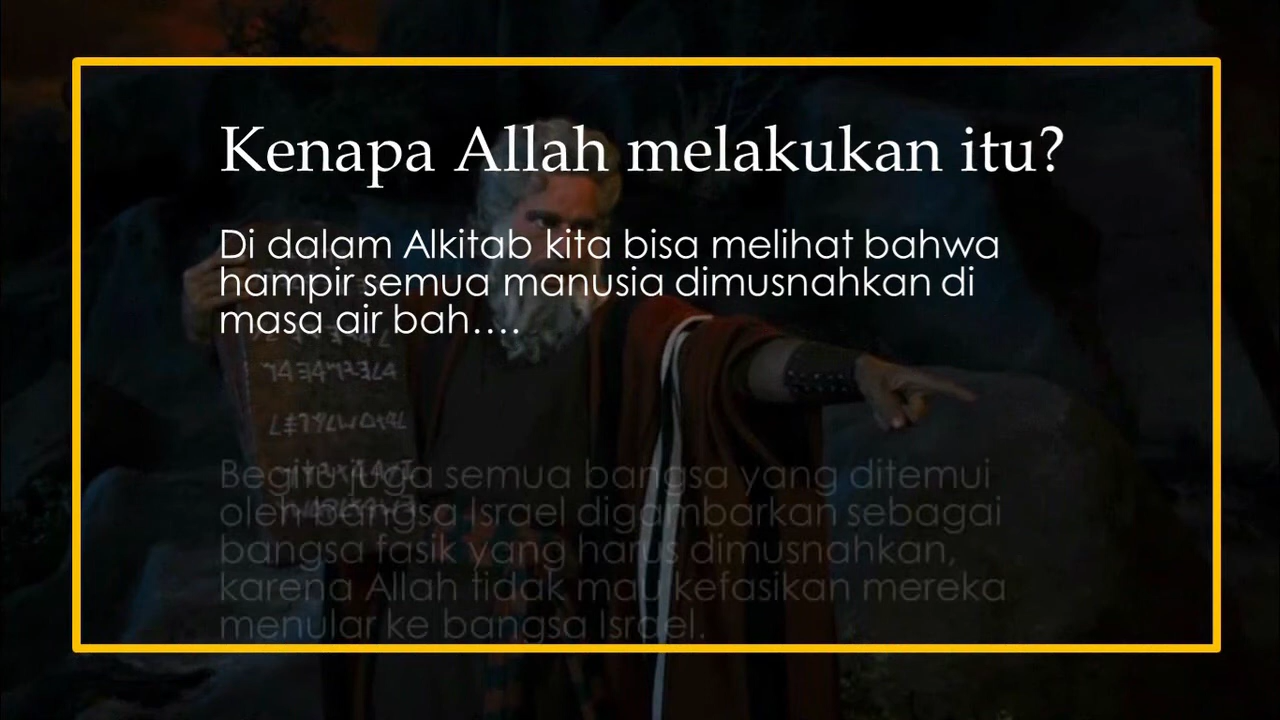 Kenapa Allah melakukan itu?
Di dalam Alkitab kita bisa melihat bahwa
hampir semua manusia dimusnahkan di
masa air bah….
Begitu juga semua bangsa yang ditemui
oleh bangsa Israel digambarkan sebagai
bangsa fasik yang harus dimusnahkan,
karena Allah tidak mau kefasikan mereka
menular ke bangsa Israel.